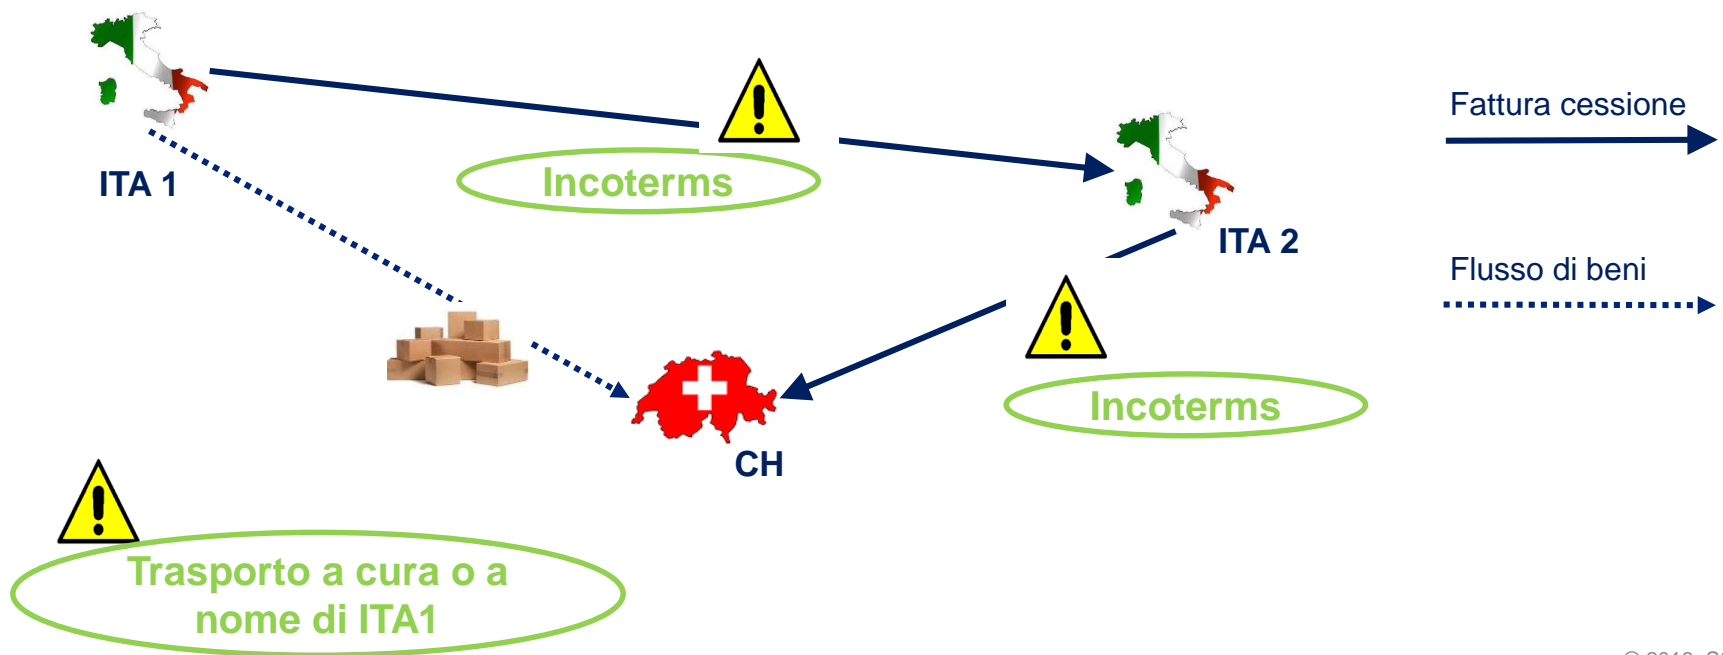 Fattura cessione
Incoterms
ITA 1
ITA 2
Flusso di beni
Incoterms
CH
Trasporto a cura o a
nome di ITA1